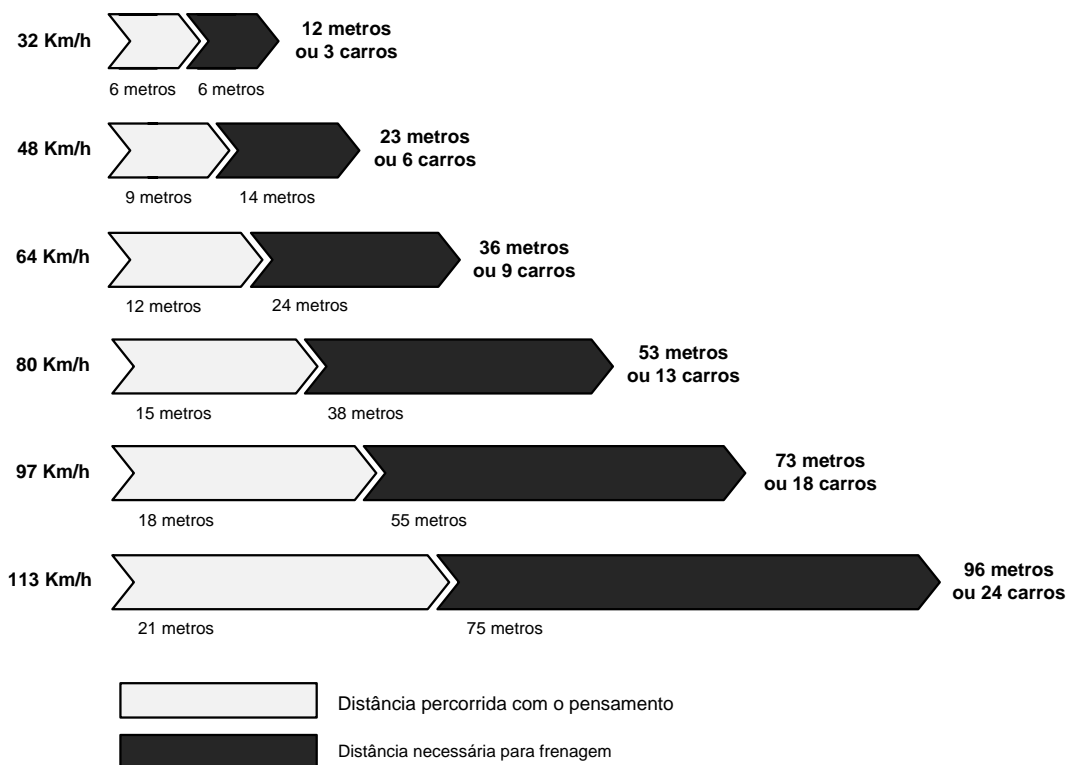 32 Km/h
12 metros
ou 3 carros
6 metros
6 metros
48 Km/h
23 metros
ou 6 carros
9 metros
14 metros
64 Km/h
36 metros
ou 9 carros
12 metros
24 metros
80 Km/h
53 metros
ou 13 carros
15 metros
38 metros
97 Km/h
73 metros
ou 18 carros
18 metros
55 metros
113 Km/h
96 metros
ou 24 carros
21 metros
75 metros
Distância percorrida com o pensamento
Distância necessária para frenagem